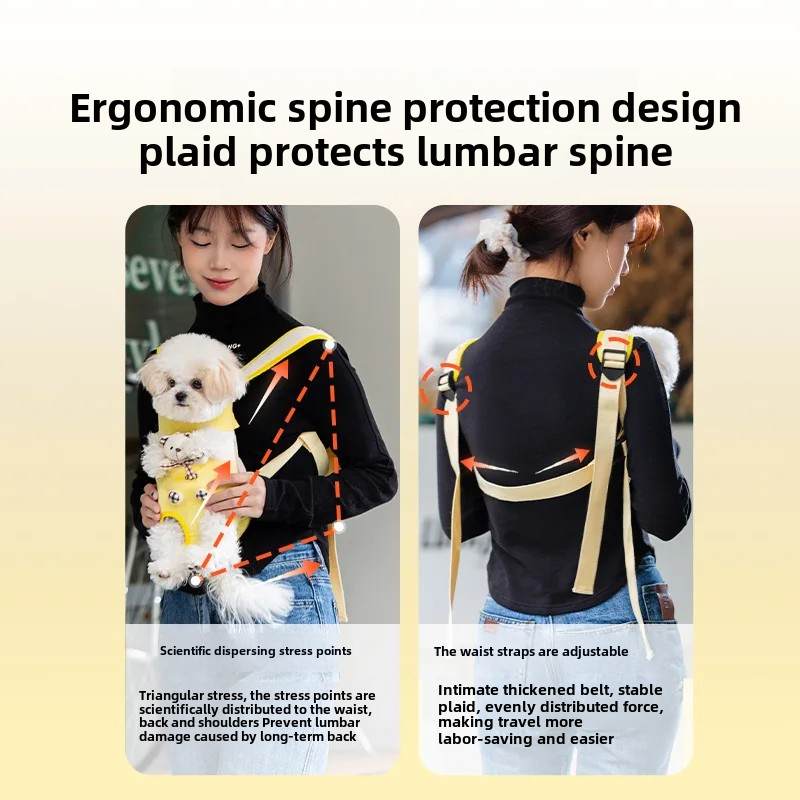 Ergonomic spine protection design
plaid protects lumbar spine
Scientific dispersing stress points
Triangular stress, the stress points are
scientifically distributed to the waist,
back and shoulders Prevent lumbar
damage caused by long-term back
The waist straps are adjustable
Intimate thickened belt, stable
plaid, evenly distributed force,
making travel more
labor-saving and easier